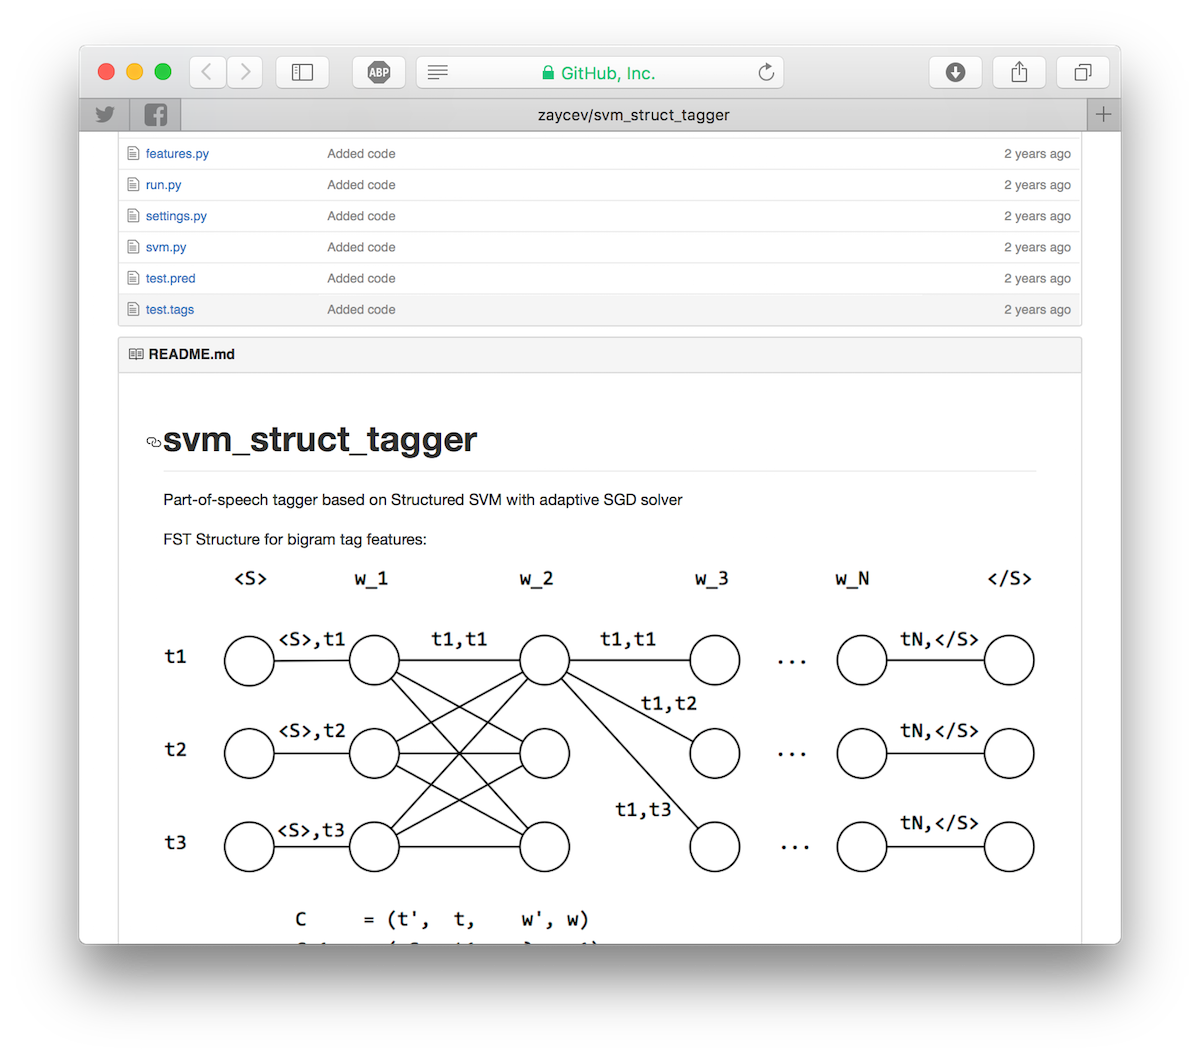 ABP
GitHub, Inc.
zaycev/svm_struct_tagger
features.py Added code 2 years ago
run.py Added code 2 years ago
settings.py Added code 2 years ago
svm.py Added code 2 years ago
test.pred Added code 2 years ago
test.tags Added code 2 years ago
README.md
svm_struct_tagger
Part-of-speech tagger based on Structured SVM with adaptive SGD solver
FST Structure for bigram tag features:
<S> w_1 w_2 w_3 w_N </S>
t1 <S>,t1 t1,t1 t1,t1 ... tN,</S>
t1,t2
t2 <S>,t2 ... tN,</S>
t1,t3
t3 <S>,t3 ... tN,</S>
C = (t', t, w', w)